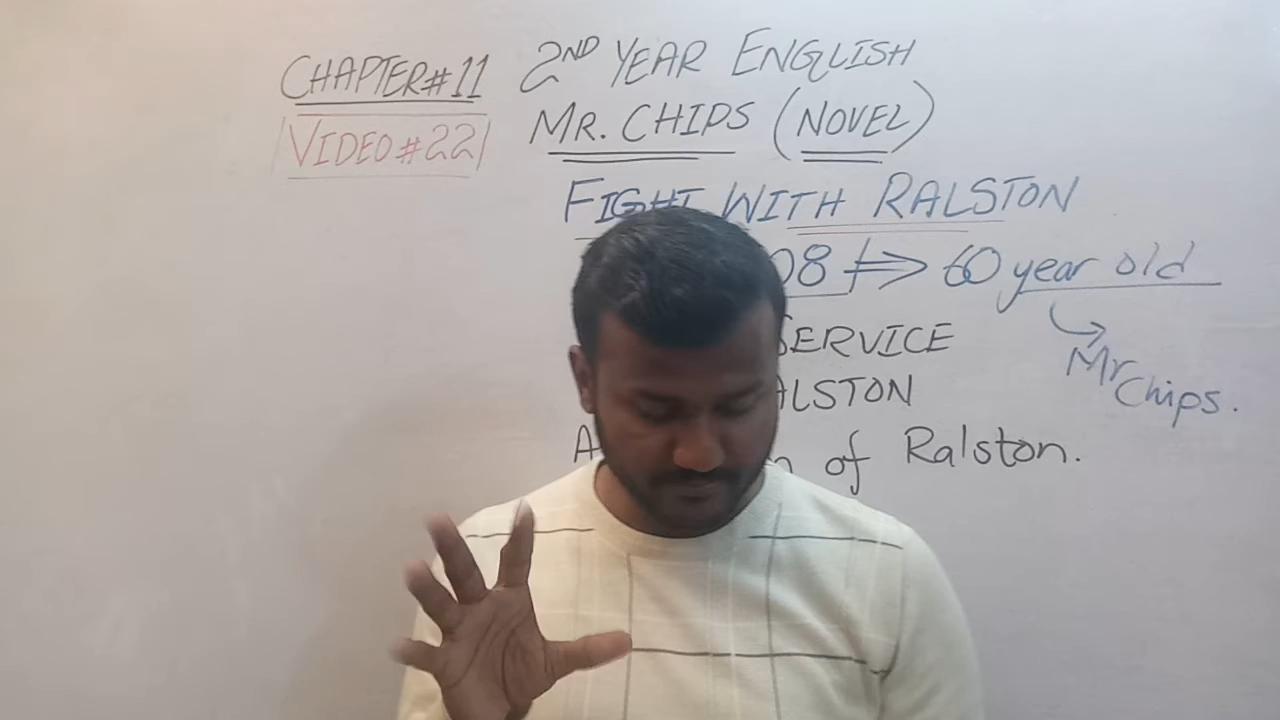 CHAPTER#11 2ND YEAR ENGLISH
VIDEO#22 MR. CHIPS (NOVEL)
FIGHT WITH RALSTON
08 => 60 year old
SERVICE
Mr Chips.
ALSTON
A of Ralston.